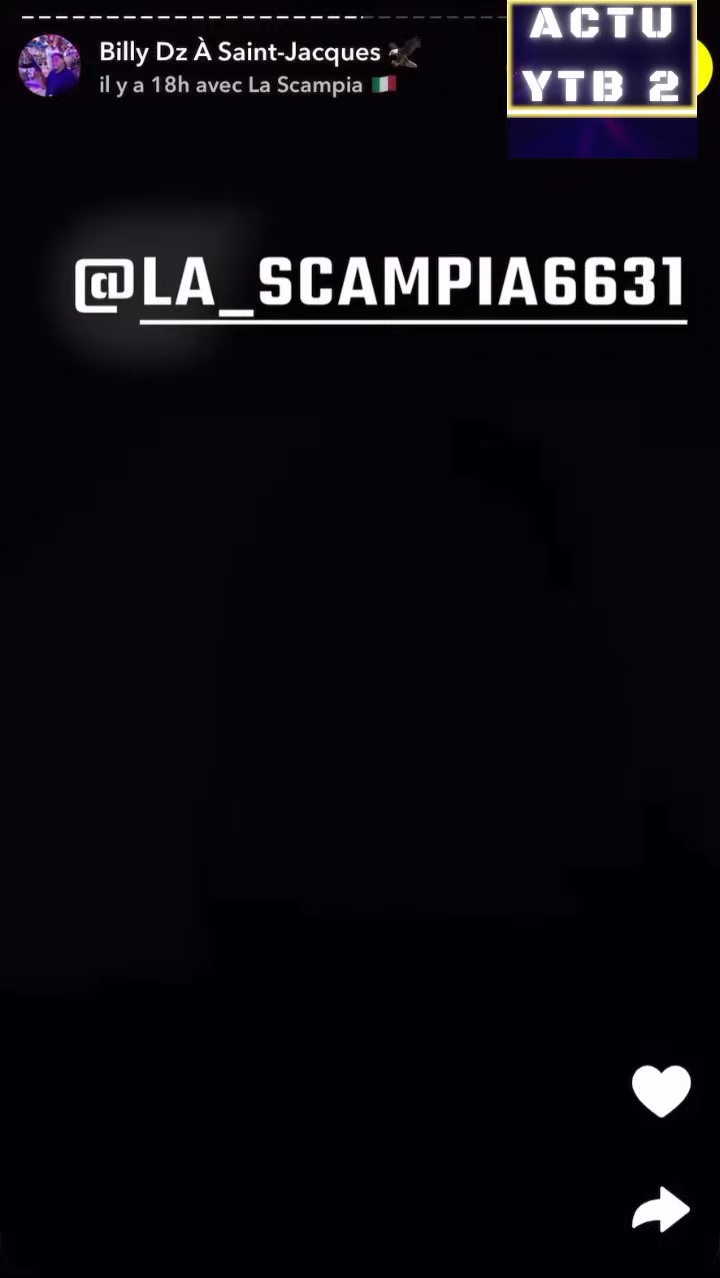 Billy Dz À Saint-Jacques 🦅
il y a 18h avec La Scampia 🇮🇹
ACTU
YTB 2
@LA_SCAMPIA6631